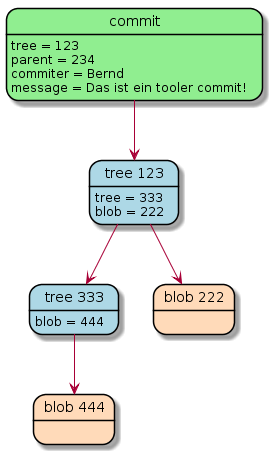 commit
tree = 123
parent = 234
commiter = Bernd
message = Das ist ein tooler commit!
tree 123
tree = 333
blob = 222
tree 333
blob = 444
blob 222
blob 444